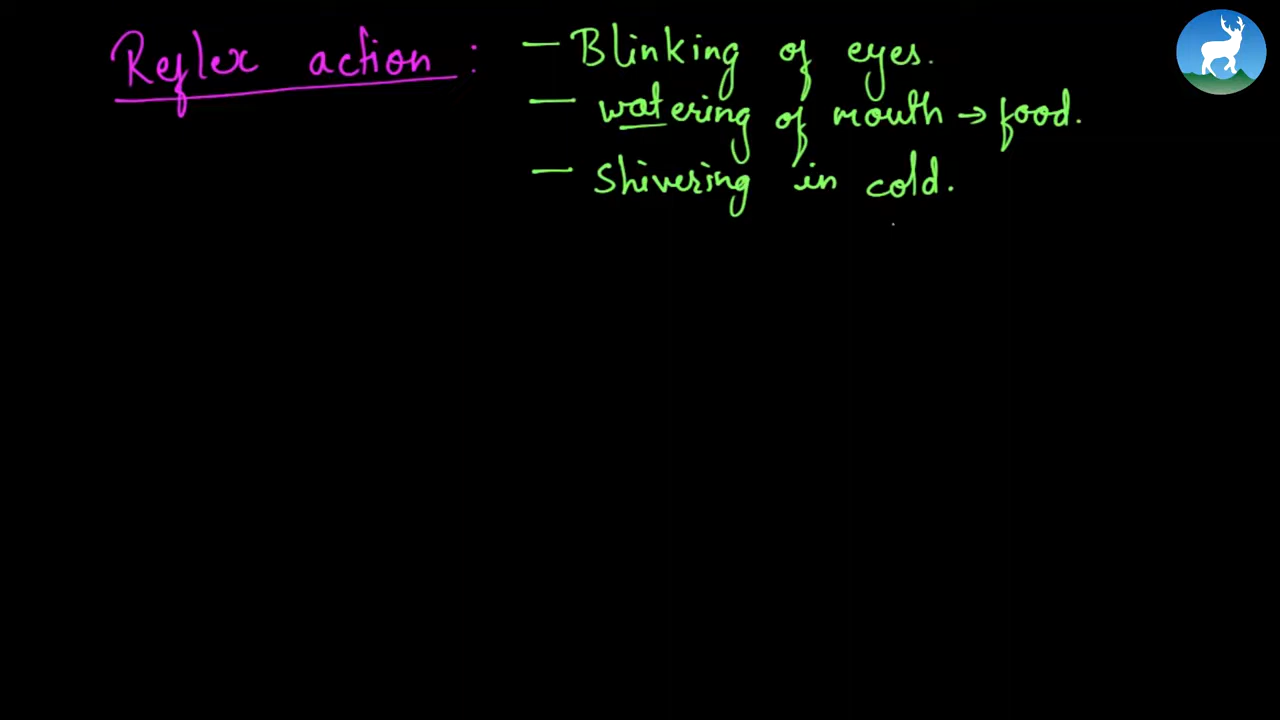 Reflex action : — Blinking of eyes.
— watering of mouth → food.
— Shivering in cold.